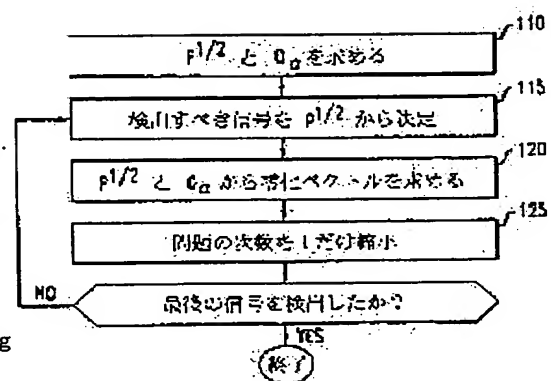 110
P1/2 と Qα を求める
115
検出すべき信号を P1/2 から決定
120
P1/2 と Qα から零化ベクトルを求める
125
問題の次数を1だけ縮小
最後の信号を検出したか?
NO
YES
終了
g